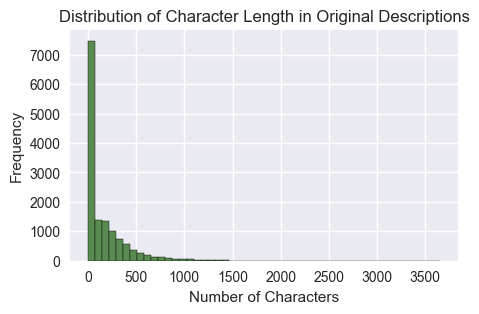 Distribution of Character Length in Original Descriptions
7000
6000
5000
4000
3000
2000
1000
0
Frequency
0 500 1000 1500 2000 2500 3000 3500
Number of Characters